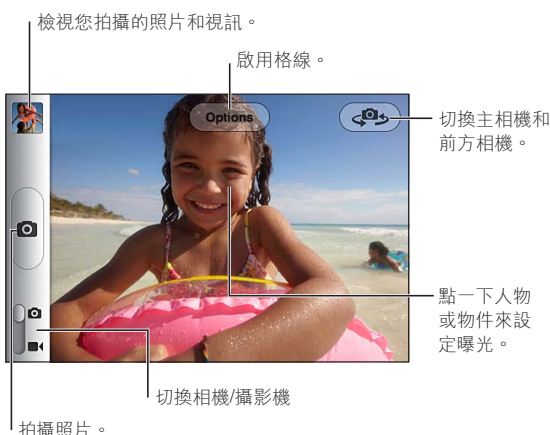 檢視您拍攝的照片和視訊。
啟用格線。
Options
切換主相機和
前方相機。
點一下人物
或物件來設
定曝光。
切換相機/攝影機
拍攝照片。